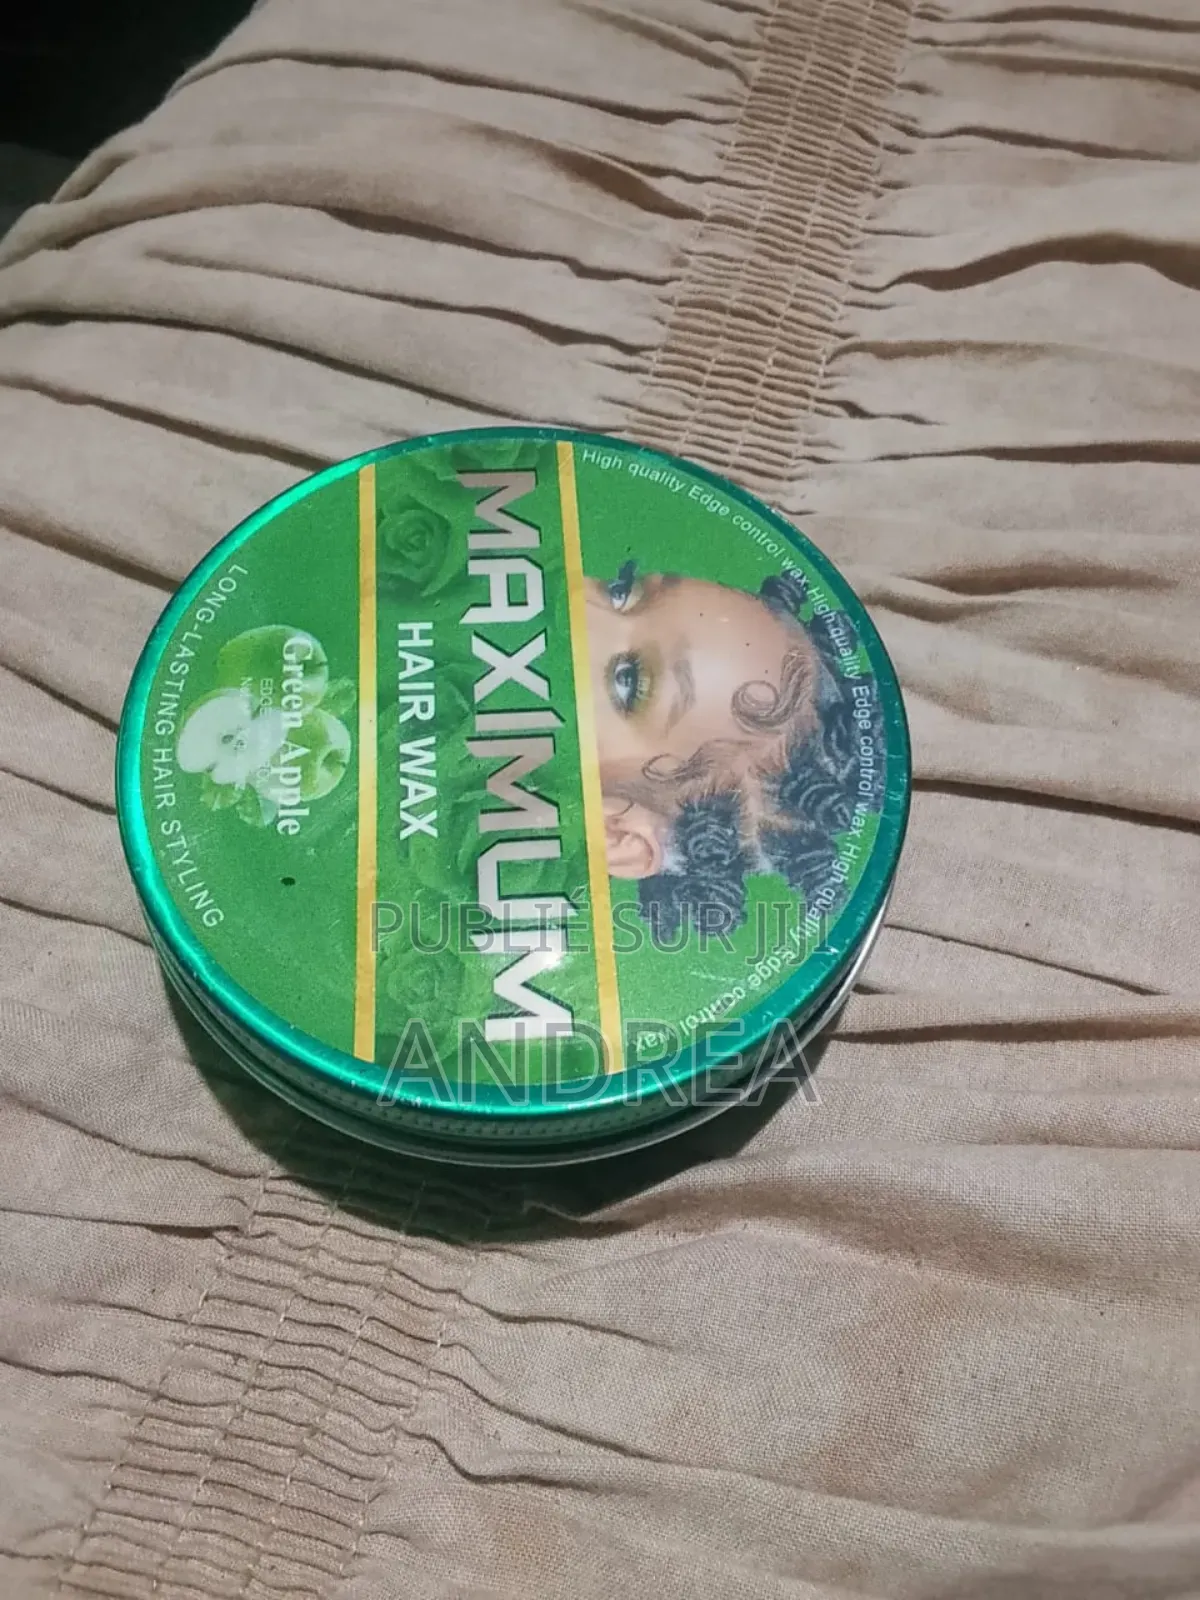 High quality Edge control wax.High quality Edge control wax.High quality Edge control wax
MAXIMUM
HAIR WAX
Green Apple
EDGE
LONG-LASTING HAIR STYLING
PUBLIÉ SUR JIJI
ANDREA